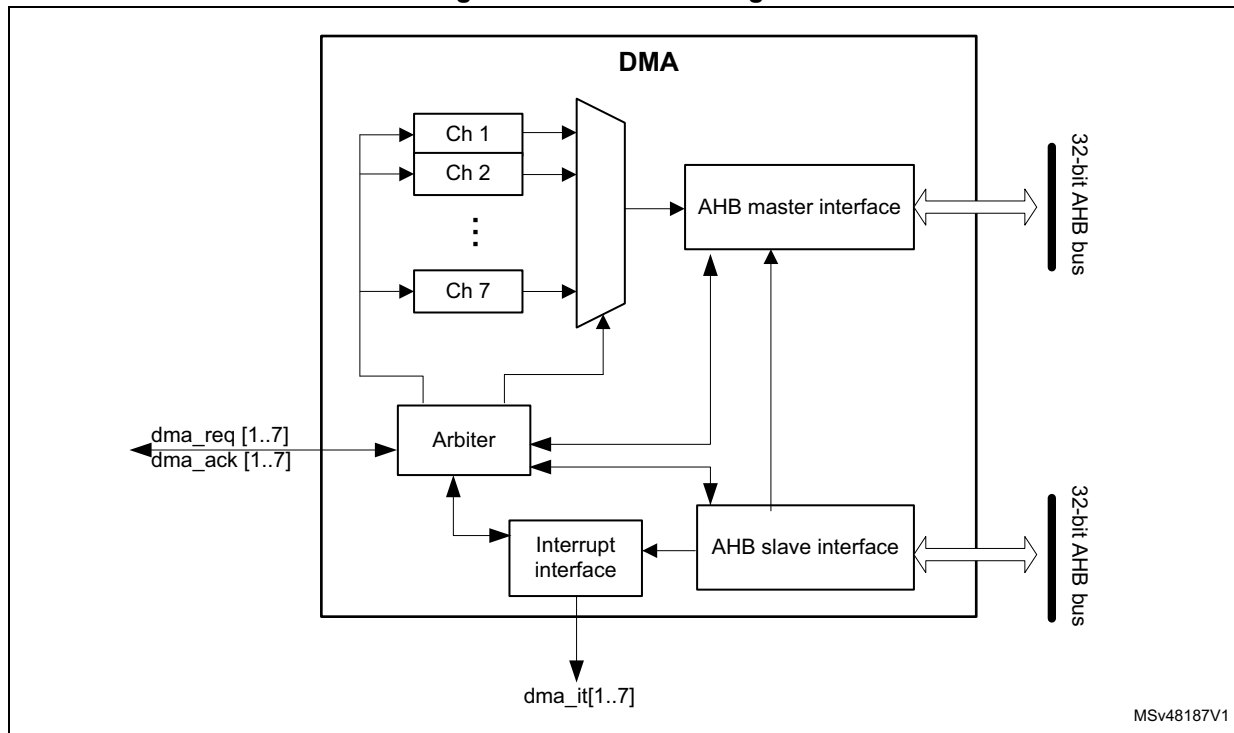 DMA
Ch 1
Ch 2
Ch 7
AHB master interface
32-bit AHB bus
dma_req [1..7]
dma_ack [1..7]
Arbiter
Interrupt
interface
AHB slave interface
32-bit AHB bus
dma_it[1..7]
MSv48187V1